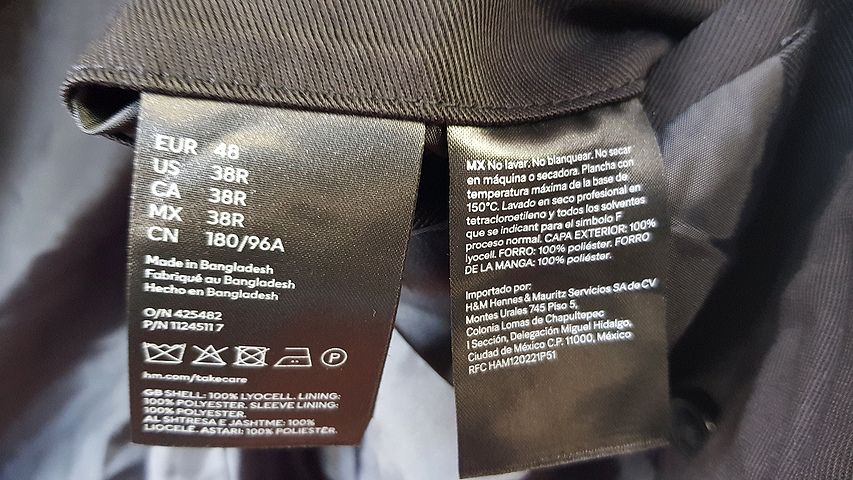 EUR 48
US 38R
CA 38R
MX 38R
CN 180/96A
Made in Bangladesh
Fabriqué au Bangladesh
Hecho en Bangladesh
O/N 425482
P/N 1124511 7
P
hm.com/takecare
GB SHELL: 100% LYOCELL. LINING:
100% POLYESTER. SLEEVE LINING:
100% POLYESTER.
AL SHTRESA E JASHTME: 100%
LIOCELË. ASTARI: 100% POLIESTËR.
MX No lavar. No blanquear. No secar
en máquina o secadora. Plancha con
temperatura máxima de la base de
150°C. Lavado en seco profesional en
tetracloroetileno y todos los solventes
que se indicant para el símbolo F
proceso normal. CAPA EXTERIOR: 100%
lyocell. FORRO: 100% poliéster. FORRO
DE LA MANGA: 100% poliéster.
Importado por:
H&M Hennes & Mauritz Servicios SA de CV
Montes Urales 745 Piso 5,
Colonia Lomas de Chapultepec
I Sección, Delegación Miguel Hidalgo,
Ciudad de México C.P. 11000, México
RFC HAM120221P51